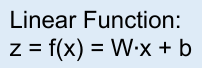 Linear Function:
z = f(x) = W·x + b